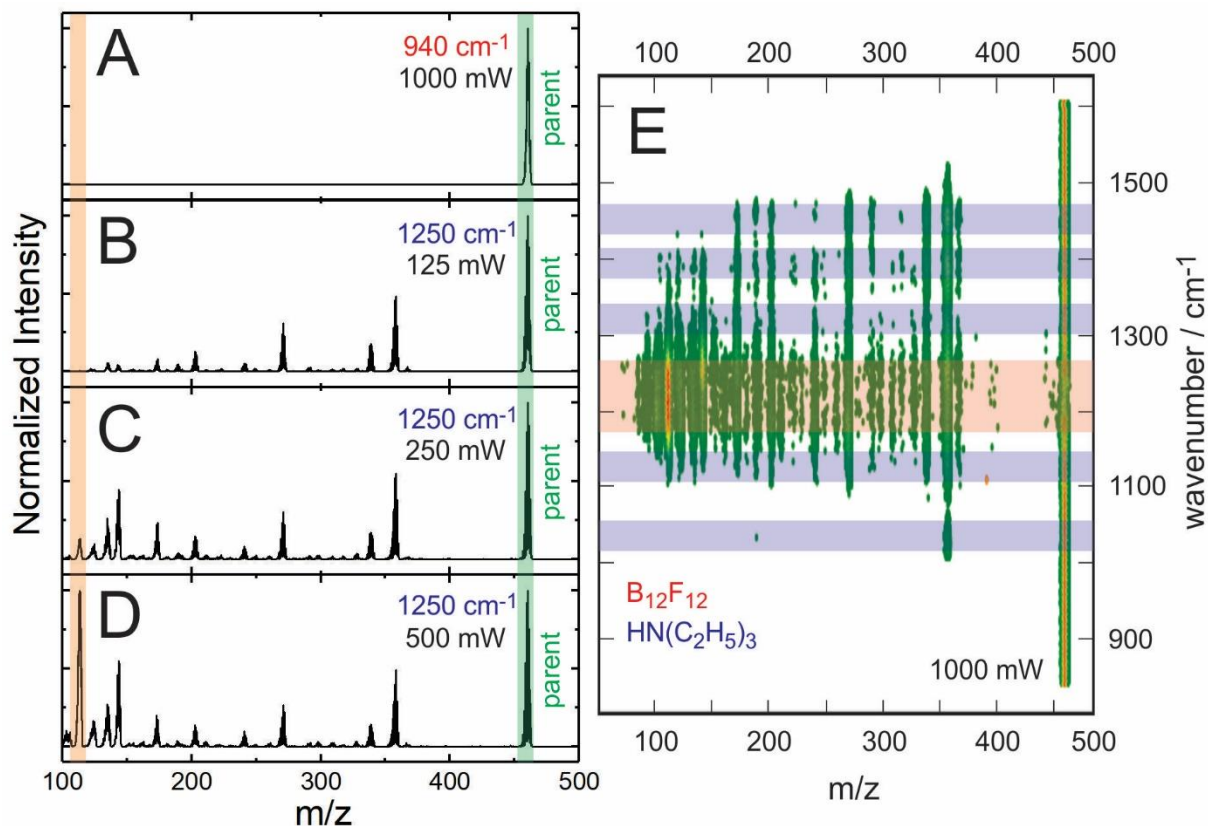 A
940 cm-1
1000 mW
parent
B
1250 cm-1
125 mW
parent
C
1250 cm-1
250 mW
parent
D
1250 cm-1
500 mW
parent
100 200 300 400 500
m/z
Normalized Intensity
100 200 300 400 500
E
1500
1300
1100
900
wavenumber / cm-1
B12F12
HN(C2H5)3
1000 mW
100 200 300 400 500
m/z